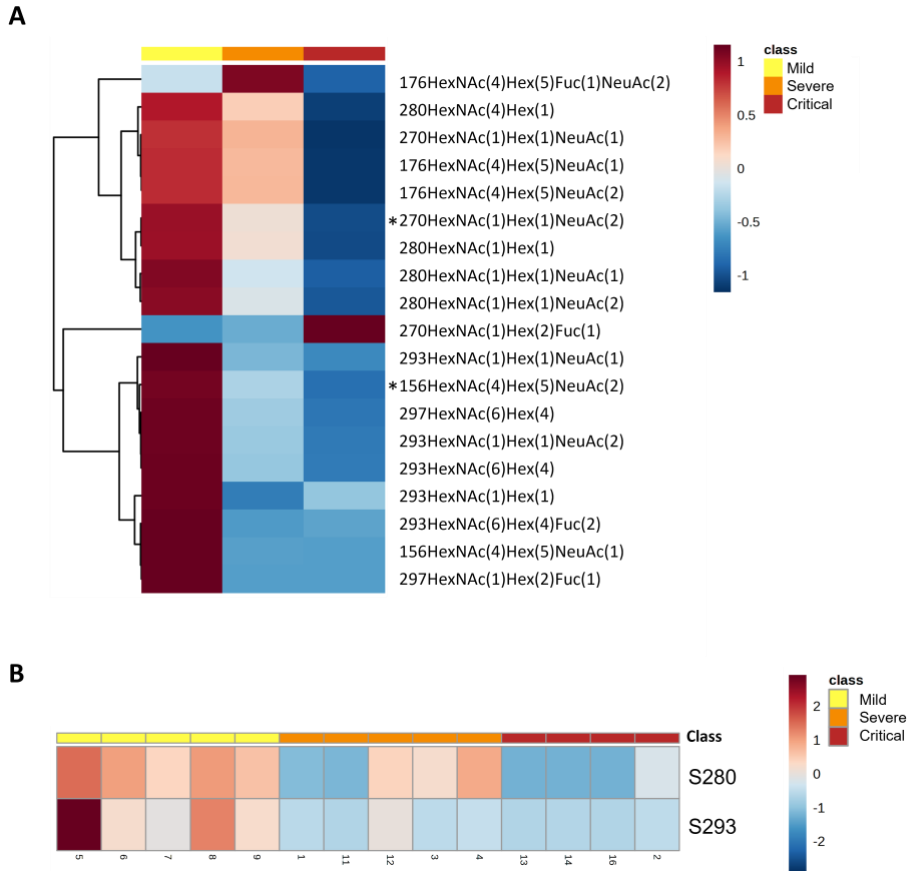 A
class
Mild
Severe
Critical
1
0.5
0
-0.5
-1
176HexNAc(4)Hex(5)Fuc(1)NeuAc(2)
280HexNAc(4)Hex(1)
270HexNAc(1)Hex(1)NeuAc(1)
176HexNAc(4)Hex(5)NeuAc(1)
176HexNAc(4)Hex(5)NeuAc(2)
*270HexNAc(1)Hex(1)NeuAc(2)
280HexNAc(1)Hex(1)
280HexNAc(1)Hex(1)NeuAc(1)
280HexNAc(1)Hex(1)NeuAc(2)
270HexNAc(1)Hex(2)Fuc(1)
293HexNAc(1)Hex(1)NeuAc(1)
*156HexNAc(4)Hex(5)NeuAc(2)
297HexNAc(6)Hex(4)
293HexNAc(1)Hex(1)NeuAc(2)
293HexNAc(6)Hex(4)
293HexNAc(1)Hex(1)
293HexNAc(6)Hex(4)Fuc(2)
156HexNAc(4)Hex(5)NeuAc(1)
297HexNAc(1)Hex(2)Fuc(1)
B
class
Mild
Severe
Critical
2
1
0
-1
-2
Class
S280
S293
5 6 7 8 9 1 11 12 3 4 13 14 16 2